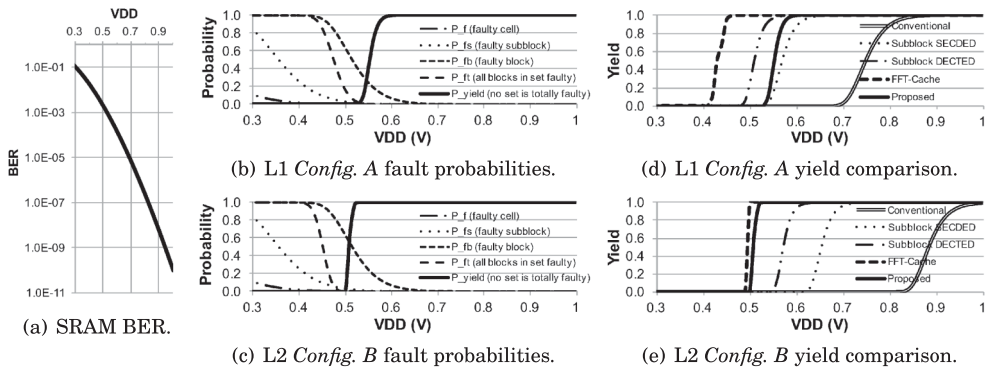 VDD
0.3 0.5 0.7 0.9
1.0E-01
1.0E-03
1.0E-05
1.0E-07
1.0E-09
1.0E-11
BER
(a) SRAM BER.
1.0
0.8
0.6
0.4
0.2
0.0
Probability
P_f (faulty cell)
P_fs (faulty subblock)
P_fb (faulty block)
P_ft (all blocks in set faulty)
P_yield (no set is totally faulty)
0.3 0.4 0.5 0.6 0.7 0.8 0.9 1
VDD (V)
(b) L1 Config. A fault probabilities.
1.0
0.8
0.6
0.4
0.2
0.0
Probability
P_f (faulty cell)
P_fs (faulty subblock)
P_fb (faulty block)
P_ft (all blocks in set faulty)
P_yield (no set is totally faulty)
0.3 0.4 0.5 0.6 0.7 0.8 0.9 1
VDD (V)
(c) L2 Config. B fault probabilities.
1.0
0.8
0.6
0.4
0.2
0.0
Yield
Conventional
Subblock SECDED
Subblock DECTED
FFT-Cache
Proposed
0.3 0.4 0.5 0.6 0.7 0.8 0.9 1
VDD (V)
(d) L1 Config. A yield comparison.
1.0
0.8
0.6
0.4
0.2
0.0
Yield
Conventional
Subblock SECDED
Subblock DECTED
FFT-Cache
Proposed
0.3 0.4 0.5 0.6 0.7 0.8 0.9 1
VDD (V)
(e) L2 Config. B yield comparison.